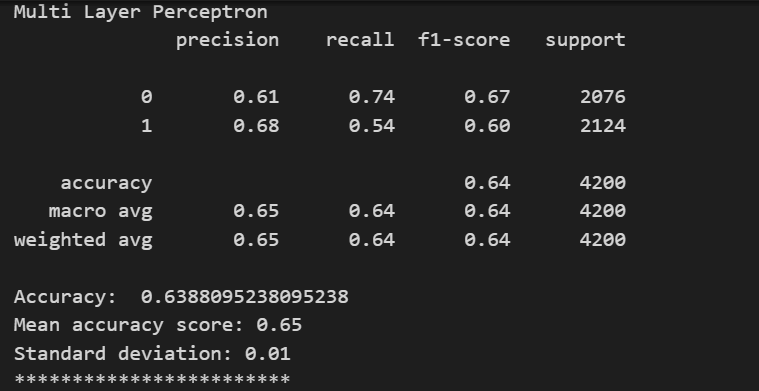 Multi Layer Perceptron
precision recall f1-score support
0 0.61 0.74 0.67 2076
1 0.68 0.54 0.60 2124
accuracy 0.64 4200
macro avg 0.65 0.64 0.64 4200
weighted avg 0.65 0.64 0.64 4200
Accuracy: 0.6388095238095238
Mean accuracy score: 0.65
Standard deviation: 0.01
************************